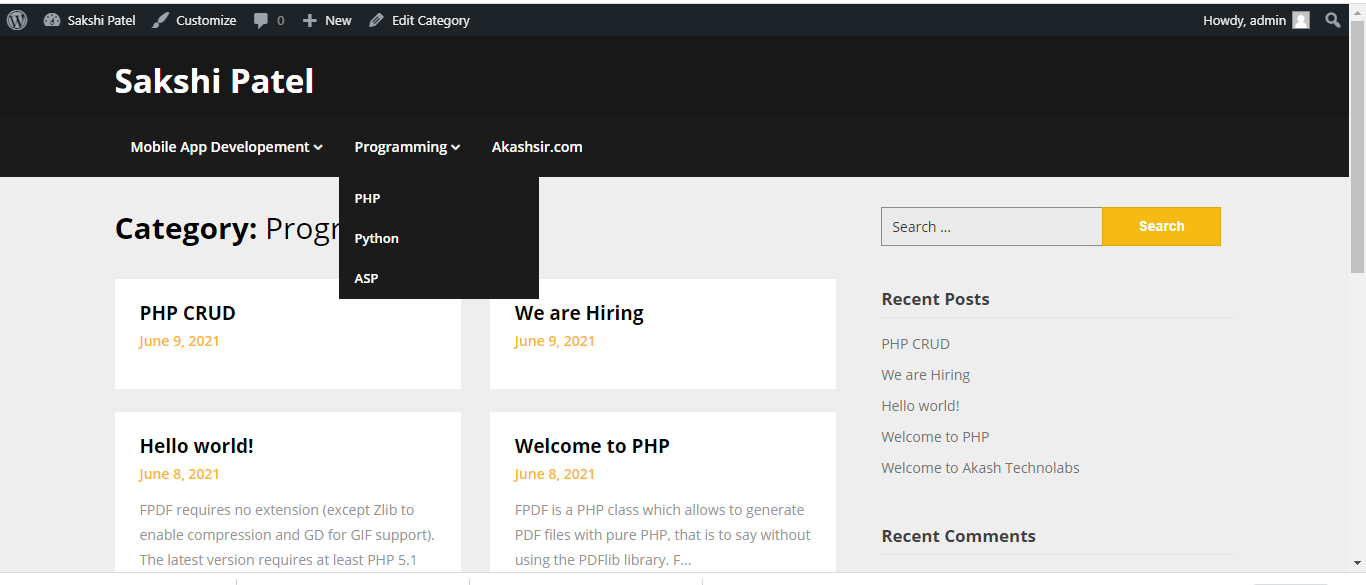 Sakshi Patel Customize 0 New Edit Category Howdy, admin
Sakshi Patel
Mobile App Developement Programming Akashsir.com
PHP
Python
ASP
Category: Progr
Search ... Search
PHP CRUD
June 9, 2021
We are Hiring
June 9, 2021
Hello world!
June 8, 2021
FPDF requires no extension (except Zlib to
enable compression and GD for GIF support).
The latest version requires at least PHP 5.1
Welcome to PHP
June 8, 2021
FPDF is a PHP class which allows to generate
PDF files with pure PHP, that is to say without
using the PDFlib library. F...
Recent Posts
PHP CRUD
We are Hiring
Hello world!
Welcome to PHP
Welcome to Akash Technolabs
Recent Comments